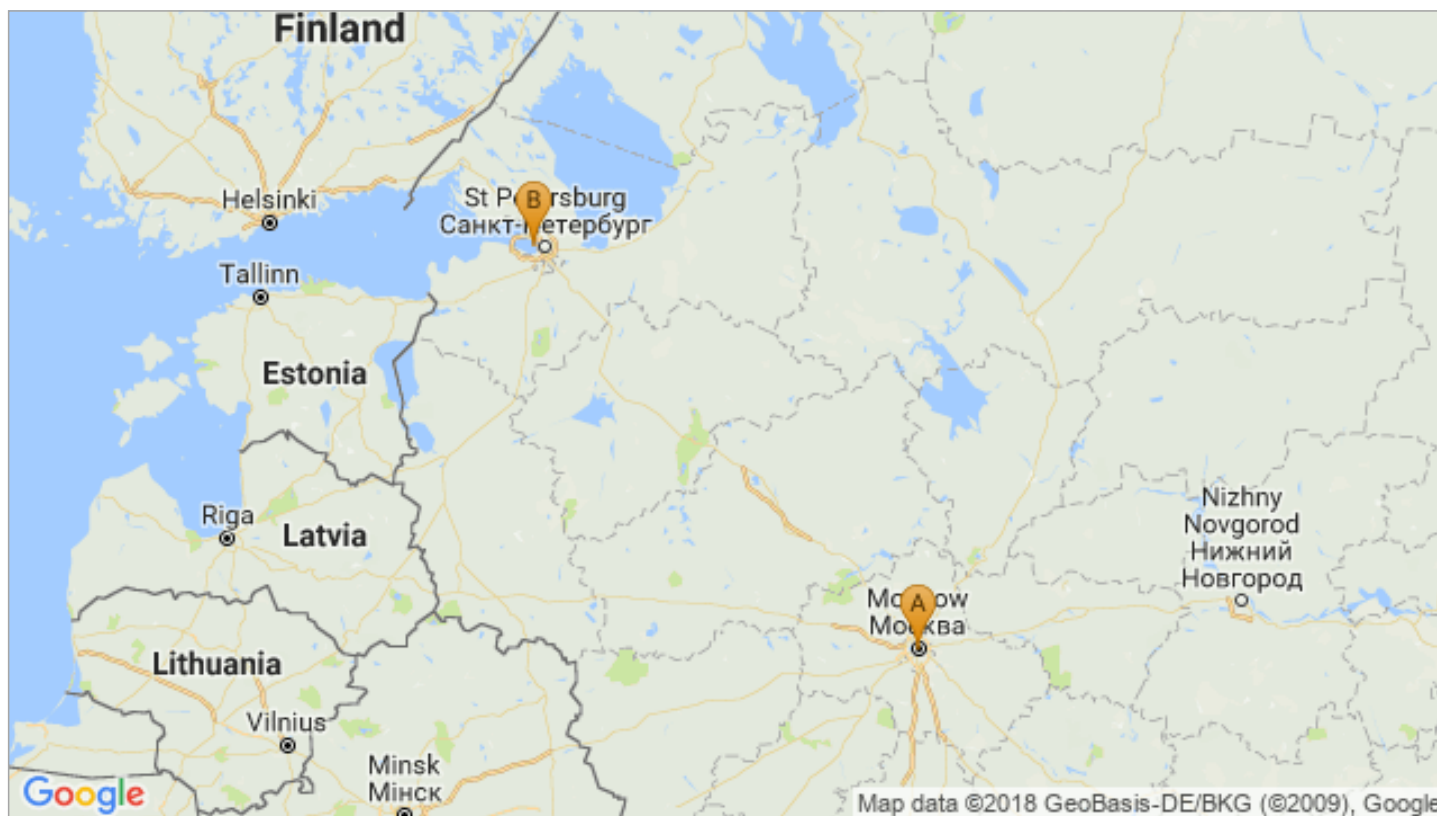 Finland
Helsinki
B
St Petersburg
Санкт-Петербург
Tallinn
Estonia
Riga
Latvia
Nizhny
Novgorod
Нижний
Новгород
A
Moscow
Москва
Lithuania
Vilnius
Minsk
Мінск
Google
Map data ©2018 GeoBasis-DE/BKG (©2009), Google